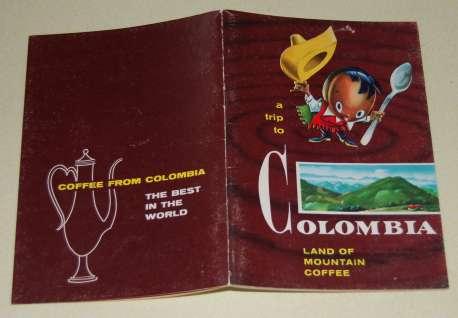 COFFEE FROM COLOMBIA
THE BEST
IN THE
WORLD
a
trip
to
COLOMBIA
LAND OF
MOUNTAIN
COFFEE